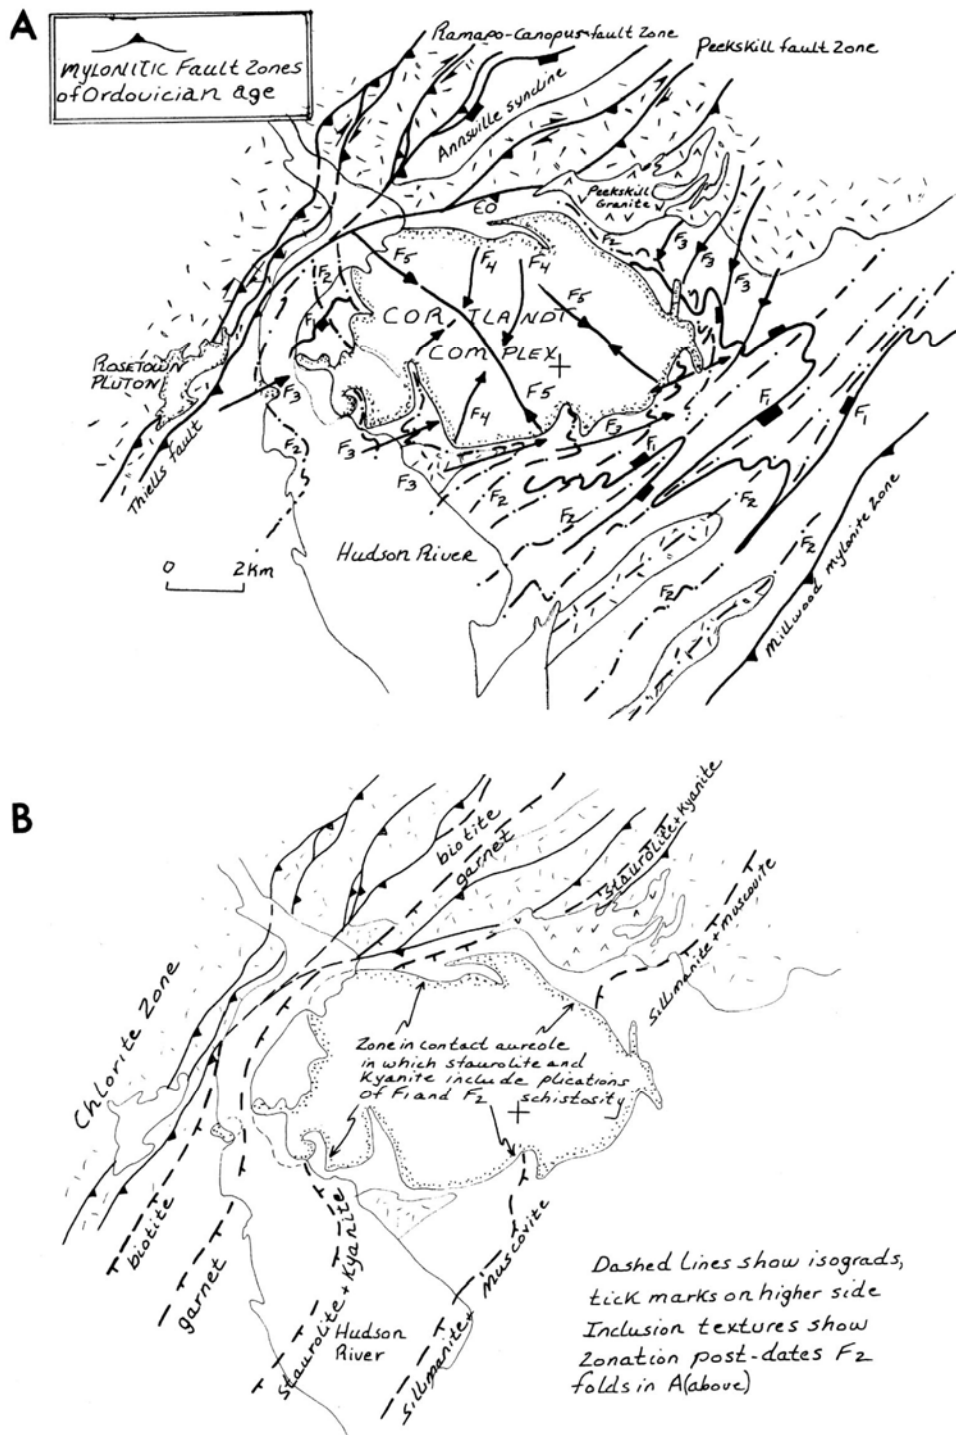 A
MYLONITIC Fault Zones
of Ordovician age
Ramapo-Canopus fault zone
Peekskill fault Zone
Annsville syncline
Peekskill
Granite
EO
F2
F3
F3
F3
F5
F4
F4
F5
F2
F1
CORTLANDT
COMPLEX
ROSETOWN
PLUTON
F3
F5
F4
F3
F3
F3
F1
F1
F1
F2
F2
F2
F2
F2
F2
Thiells fault
Hudson River
Millwood mylonite zone
0 2Km
B
biotite
garnet
Staurolite + Kyanite
Sillimanite + muscovite
Chlorite Zone
Zone in contact aureole
in which staurolite and
Kyanite include plications
of F1 and F2 schistosity
biotite
garnet
Staurolite + Kyanite
Hudson
River
Sillimanite + Muscovite
Dashed Lines show isograds,
tick marks on higher side
Inclusion textures show
Zonation post-dates F2
folds in A(above)